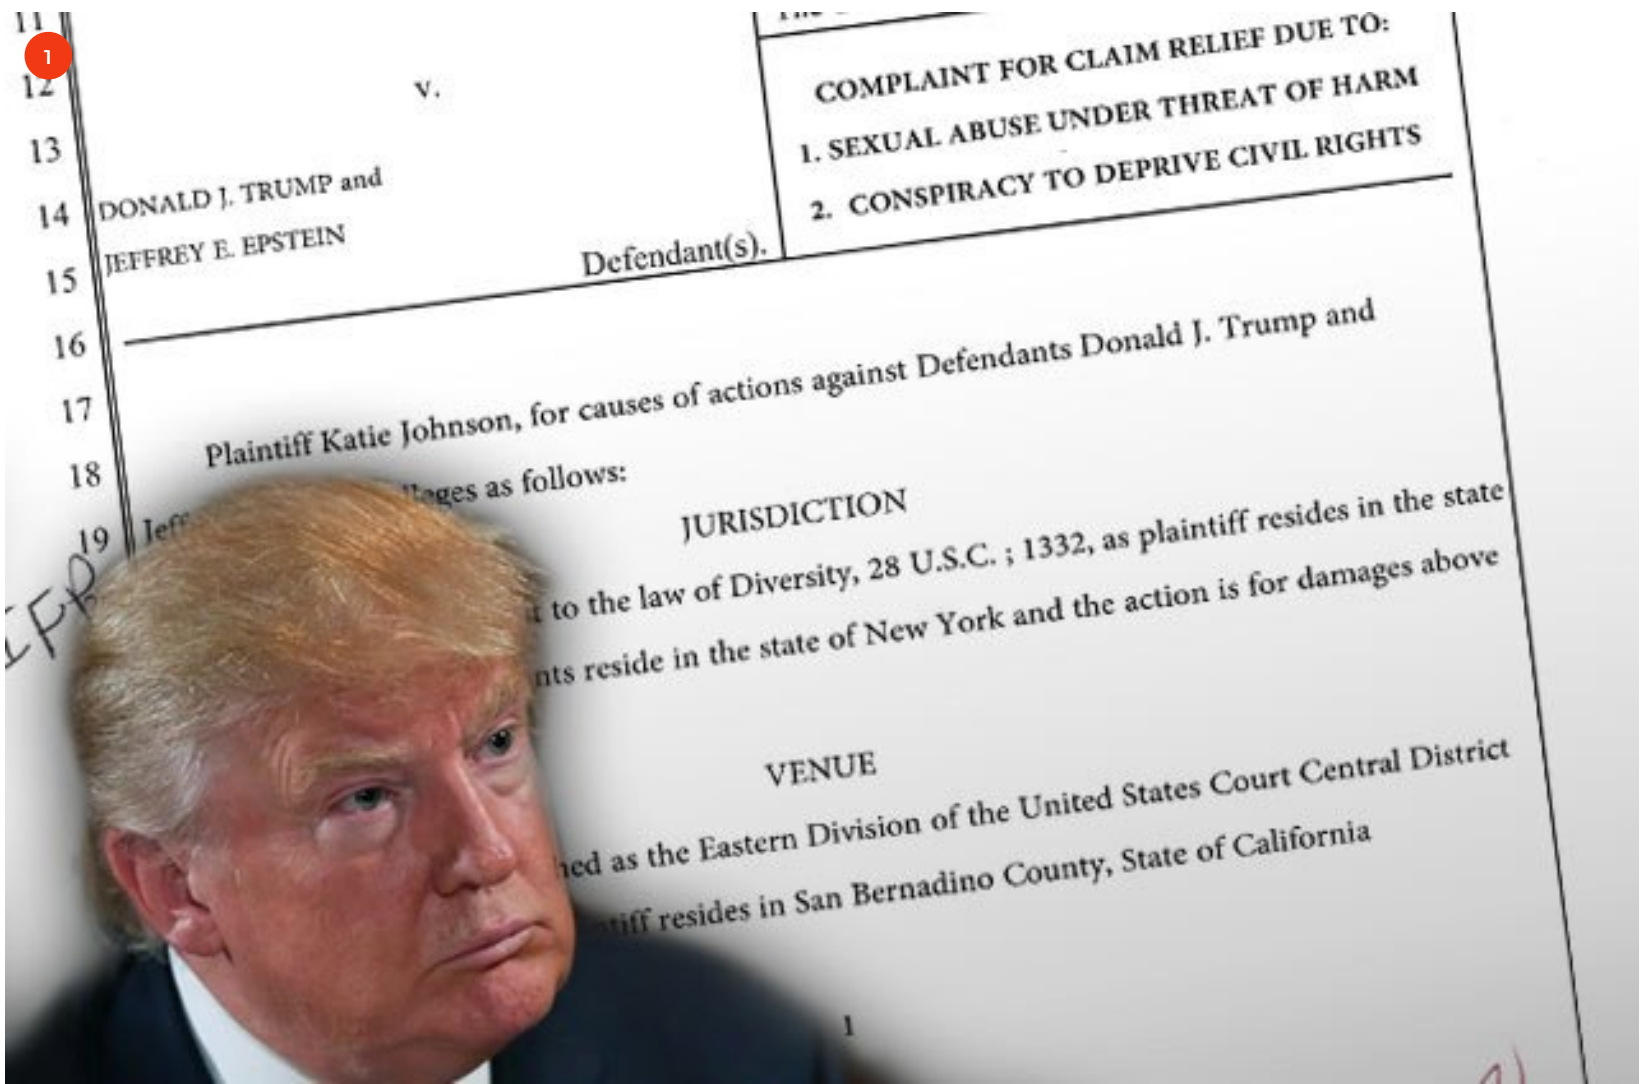 11
1
12
v.
COMPLAINT FOR CLAIM RELIEF DUE TO:
13
1. SEXUAL ABUSE UNDER THREAT OF HARM
14 DONALD J. TRUMP and
2. CONSPIRACY TO DEPRIVE CIVIL RIGHTS
15 JEFFREY E. EPSTEIN
Defendant(s).
16
17 Plaintiff Katie Johnson, for causes of actions against Defendants Donald J. Trump and
18 as follows:
19 JURISDICTION
to the law of Diversity, 28 U.S.C. ; 1332, as plaintiff resides in the state
reside in the state of New York and the action is for damages above
VENUE
as the Eastern Division of the United States Court Central District
resides in San Bernadino County, State of California
1